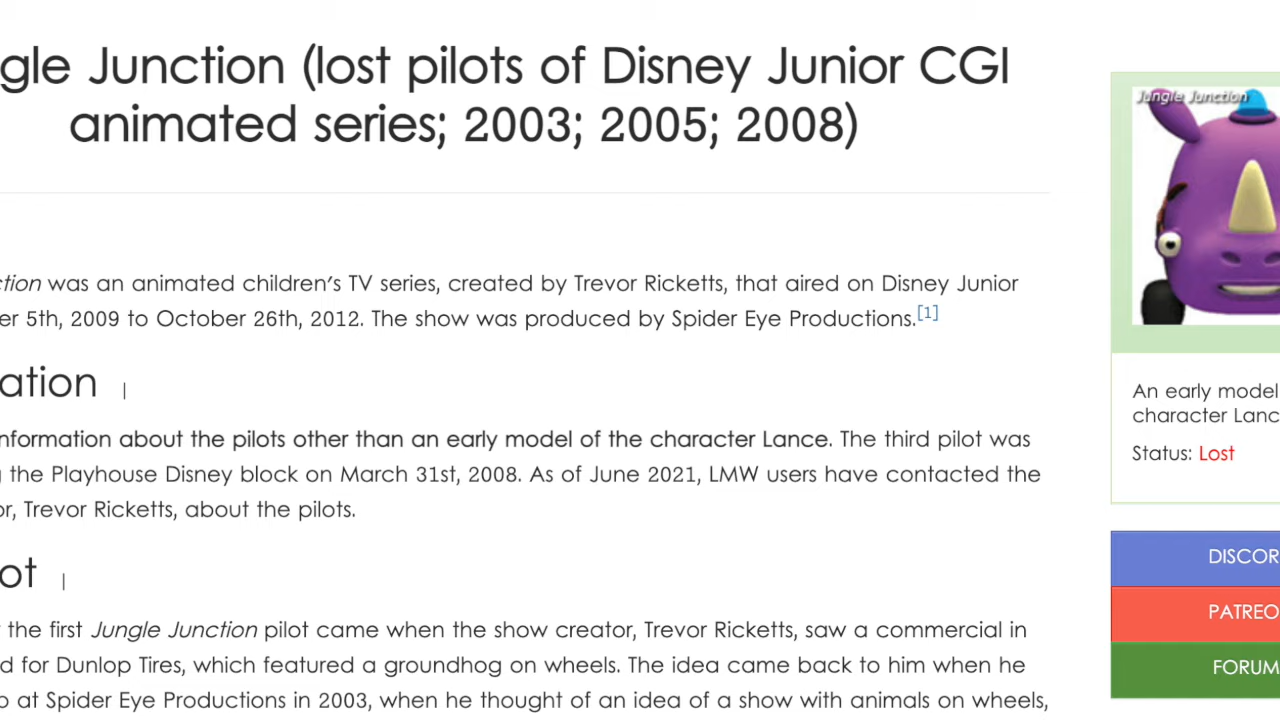 gle Junction (lost pilots of Disney Junior CGI
animated series; 2003; 2005; 2008)
Jungle Junction
ction was an animated children's TV series, created by Trevor Ricketts, that aired on Disney Junior
er 5th, 2009 to October 26th, 2012. The show was produced by Spider Eye Productions.[1]
ation |
nformation about the pilots other than an early model of the character Lance. The third pilot was
g the Playhouse Disney block on March 31st, 2008. As of June 2021, LMW users have contacted the
or, Trevor Ricketts, about the pilots.
ot |
the first Jungle Junction pilot came when the show creator, Trevor Ricketts, saw a commercial in
d for Dunlop Tires, which featured a groundhog on wheels. The idea came back to him when he
o at Spider Eye Productions in 2003, when he thought of an idea of a show with animals on wheels,
An early model
character Lanc
Status: Lost
DISCOR
PATREO
FORUM